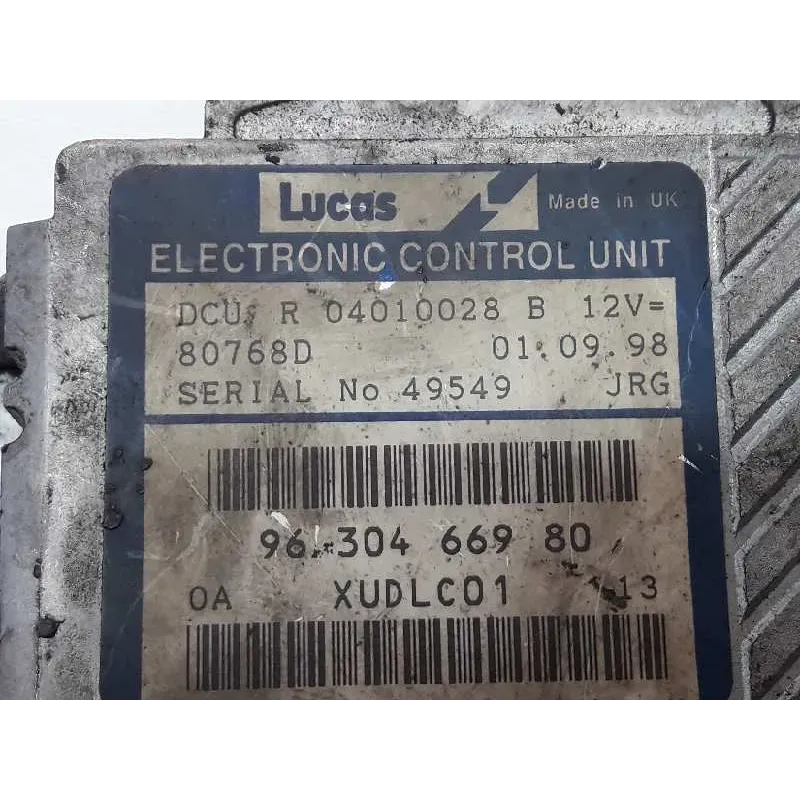 Lucas
Made in UK
ELECTRONIC CONTROL UNIT
DCU R 04010028 B 12V=
80768D 01.09.98
SERIAL No 49549 JRG
96 304 669 80
0A XUDLC01 13